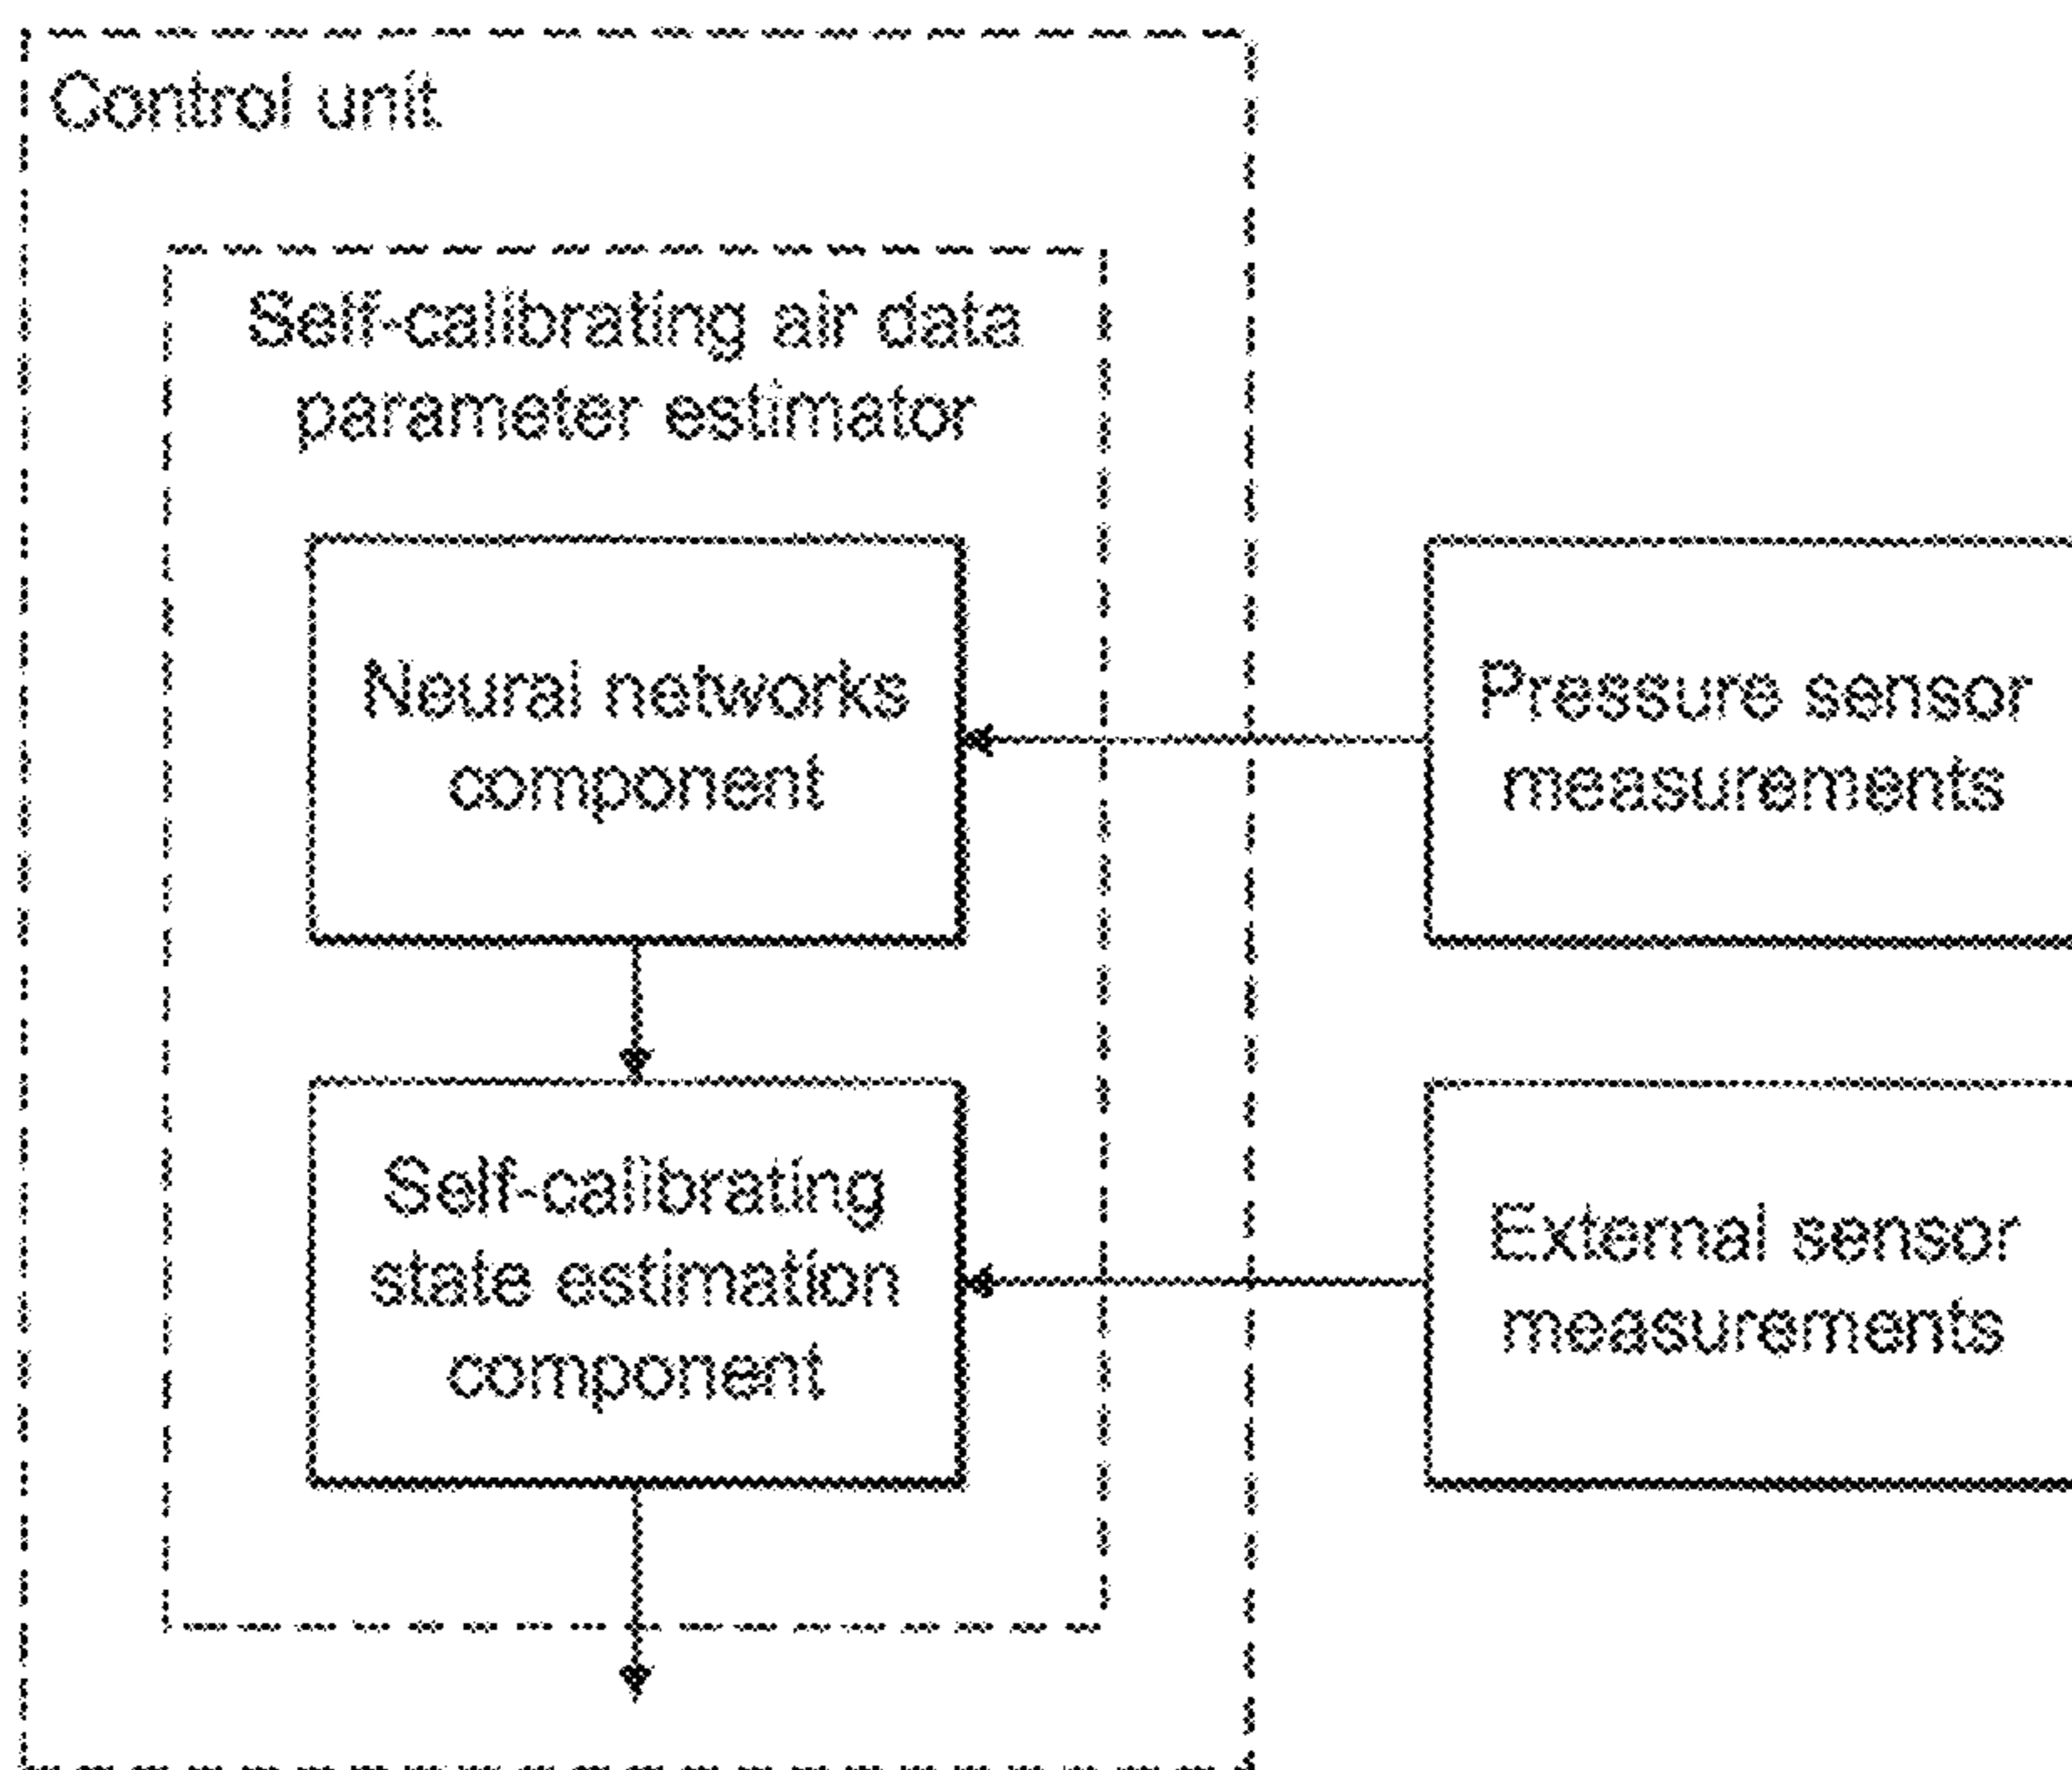 Control unit
Self-calibrating air data
parameter estimator
Neural networks
component
Pressure sensor
measurements
Self-calibrating
state estimation
component
External sensor
measurements